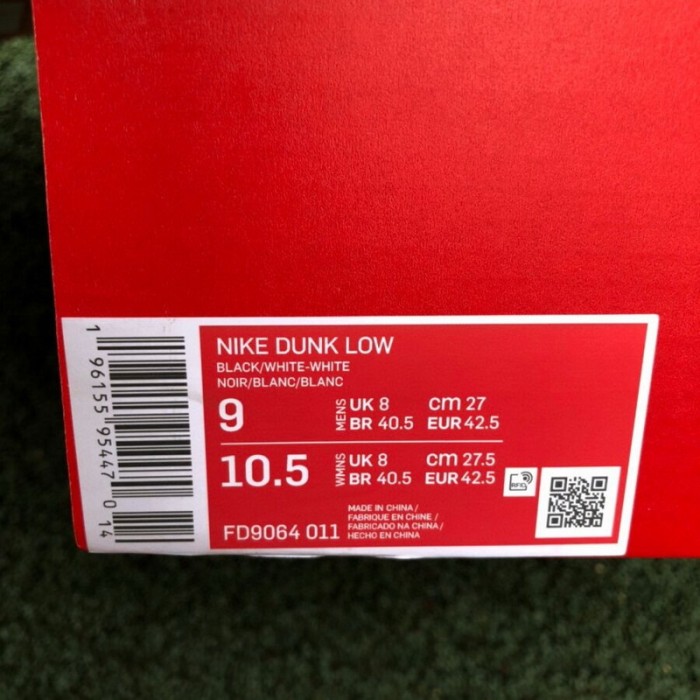 NIKE DUNK LOW
BLACK/WHITE-WHITE
NOIR/BLANC/BLANC
9 MENS UK 8 cm 27
BR 40.5 EUR 42.5
10.5 WMNS UK 8 cm 27.5
BR 40.5 EUR 42.5
RFID
FD9064 011
MADE IN CHINA /
FABRIQUE EN CHINE /
FABRICADO NA CHINA /
HECHO EN CHINA
1 96155 95447 0 14